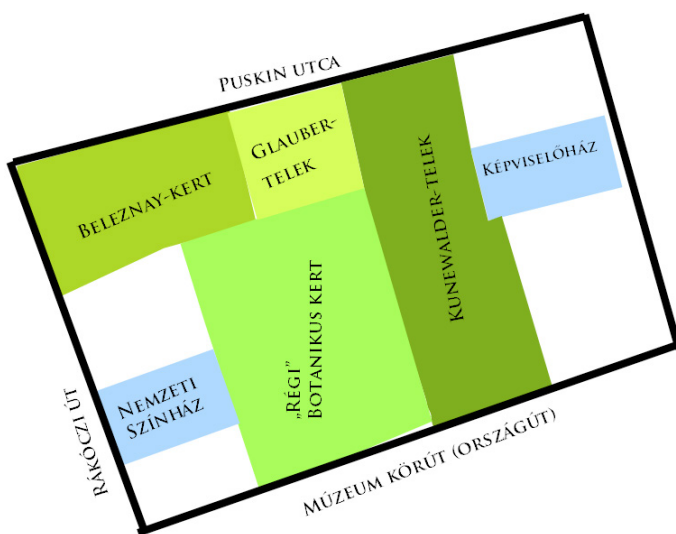 PUSKIN UTCA
GLAUBER-
TELEK
BELEZNAY-KERT
KUNEWALDER-TELEK
KÉPVISELŐHÁZ
„RÉGI”
BOTANIKUS KERT
NEMZETI
SZÍNHÁZ
RÁKÓCZI ÚT
MÚZEUM KÖRÚT (ORSZÁGÚT)